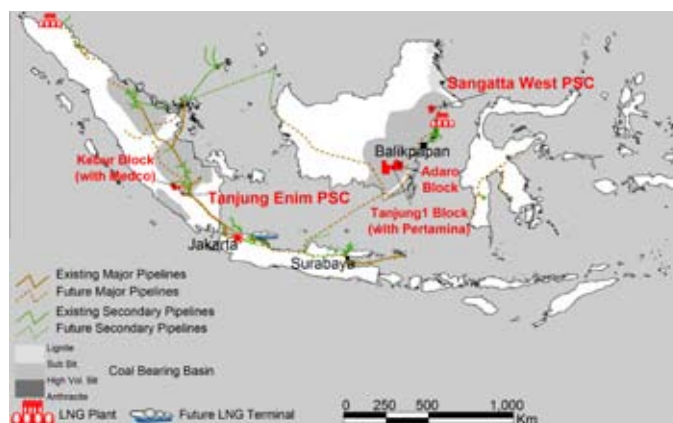 Sangatta West PSC
Balikpapan
Kebur Block
(with Medco)
Adaro
Block
Tanjung Enim PSC
Tanjung1 Block
(with Pertamina)
Jakarta
Surabaya
Existing Major Pipelines
Future Major Pipelines
Existing Secondary Pipelines
Future Secondary Pipelines
Lignite
Sub Bit.
Coal Bearing Basin
High Vol. Bit
Anthracite
LNG Plant
Future LNG Terminal
0 250 500 1,000
Km